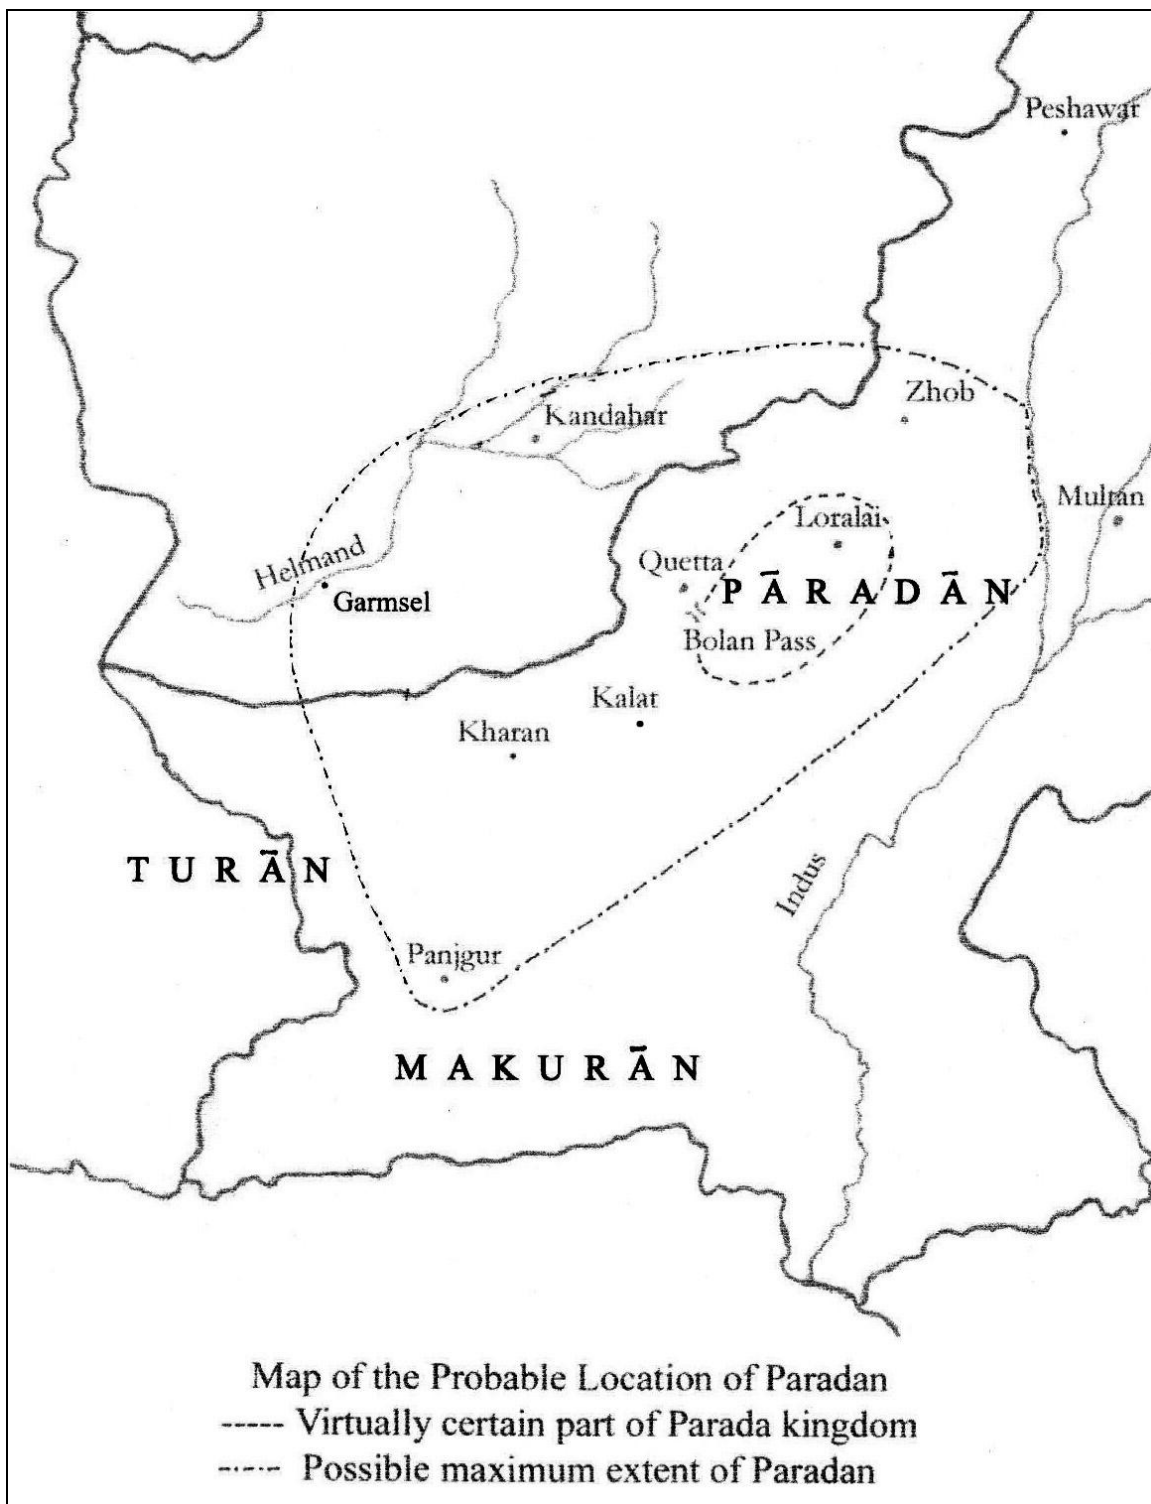 Peshawar
Zhob
Kandahar
Multan
Loralai
Helmand
Quetta
Garmsel
PĀRADĀN
Bolan Pass
Kalat
Kharan
TURĀN
Indus
Panjgur
MAKURĀN
Map of the Probable Location of Paradan
----- Virtually certain part of Parada kingdom
-·-·-· Possible maximum extent of Paradan